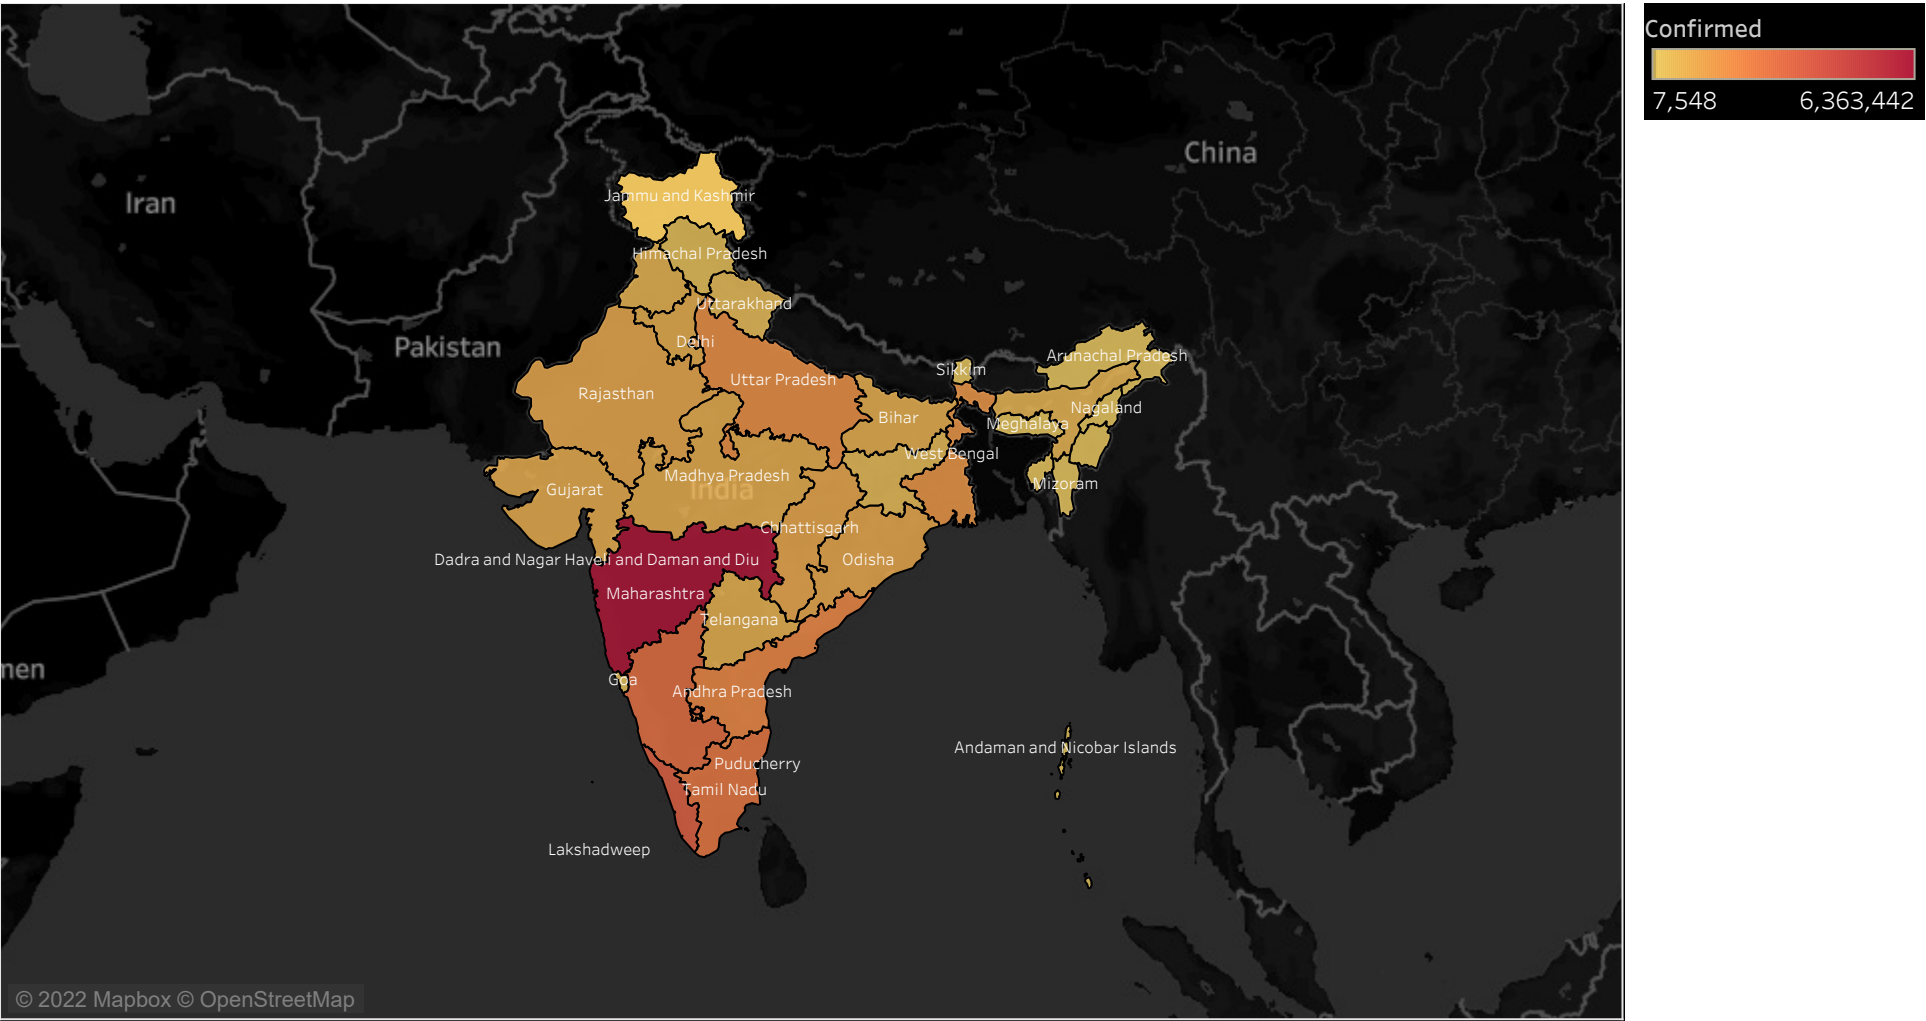 Confirmed
7,548 6,363,442
China
Jammu and Kashmir
Iran
Himachal Pradesh
Uttarakhand
Delhi
Pakistan
Arunachal Pradesh
Sikkim
Uttar Pradesh
Rajasthan
Nagaland
Bihar
Meghalaya
West Bengal
Madhya Pradesh
Mizoram
Gujarat
India
Chhattisgarh
Dadra and Nagar Haveli and Daman and Diu
Odisha
Maharashtra
Telangana
men
Goa
Andhra Pradesh
Andaman and Nicobar Islands
Puducherry
Tamil Nadu
Lakshadweep
© 2022 Mapbox © OpenStreetMap